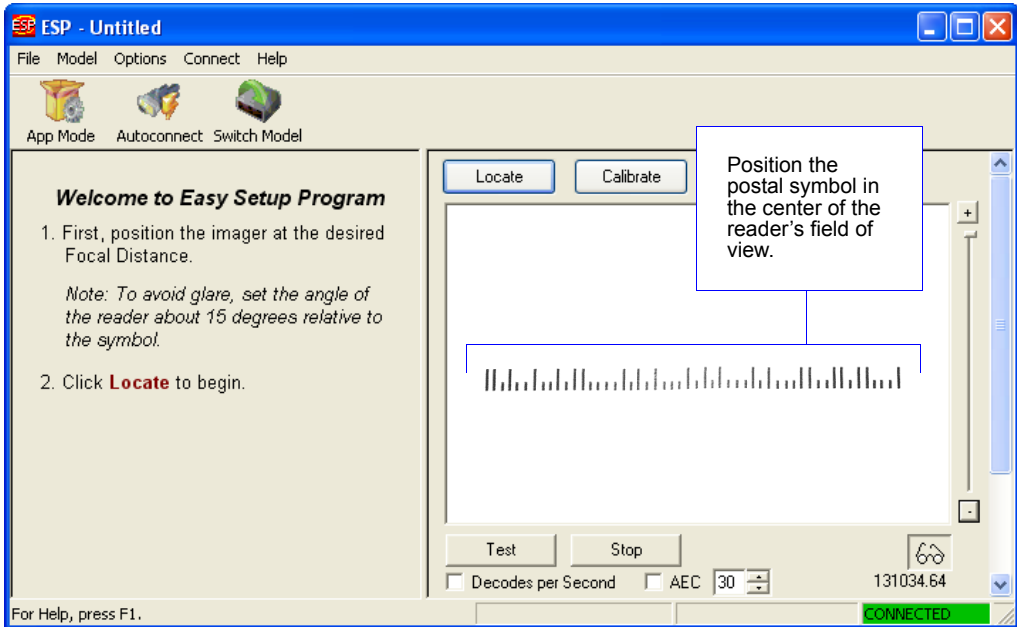 ESP - Untitled
File Model Options Connect Help
App Mode Autoconnect Switch Model
Welcome to Easy Setup Program
1. First, position the imager at the desired
Focal Distance.
Note: To avoid glare, set the angle of
the reader about 15 degrees relative to
the symbol.
2. Click Locate to begin.
Locate Calibrate
Position the
postal symbol in
the center of the
reader's field of
view.
+
-
Test Stop
Decodes per Second AEC 30 131034.64
For Help, press F1. CONNECTED